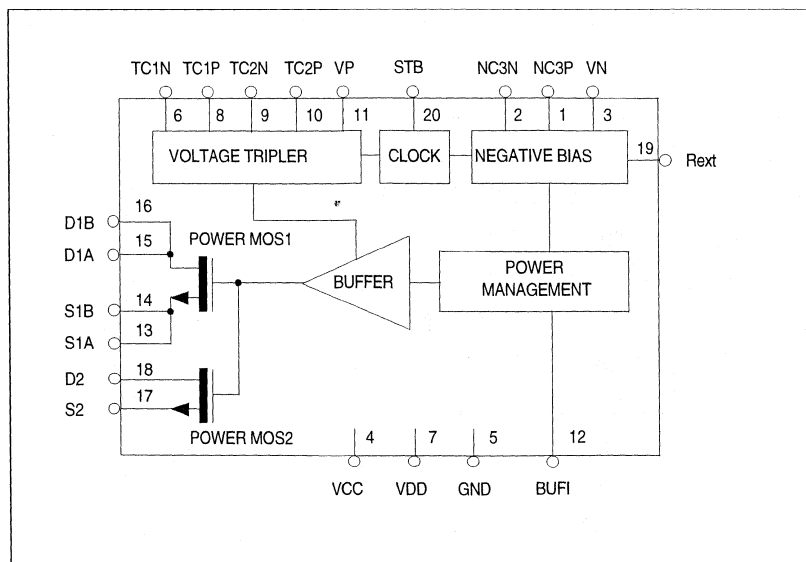 TC1N TC1P TC2N TC2P VP STB NC3N NC3P VN
6 8 9 10 11 20 2 1 3
VOLTAGE TRIPLER CLOCK NEGATIVE BIAS 19 Rext
D1B 16
D1A 15
POWER MOS1
S1B 14
S1A 13
BUFFER
POWER
MANAGEMENT
D2 18
S2 17
POWER MOS2
4 7 5 12
VCC VDD GND BUFI